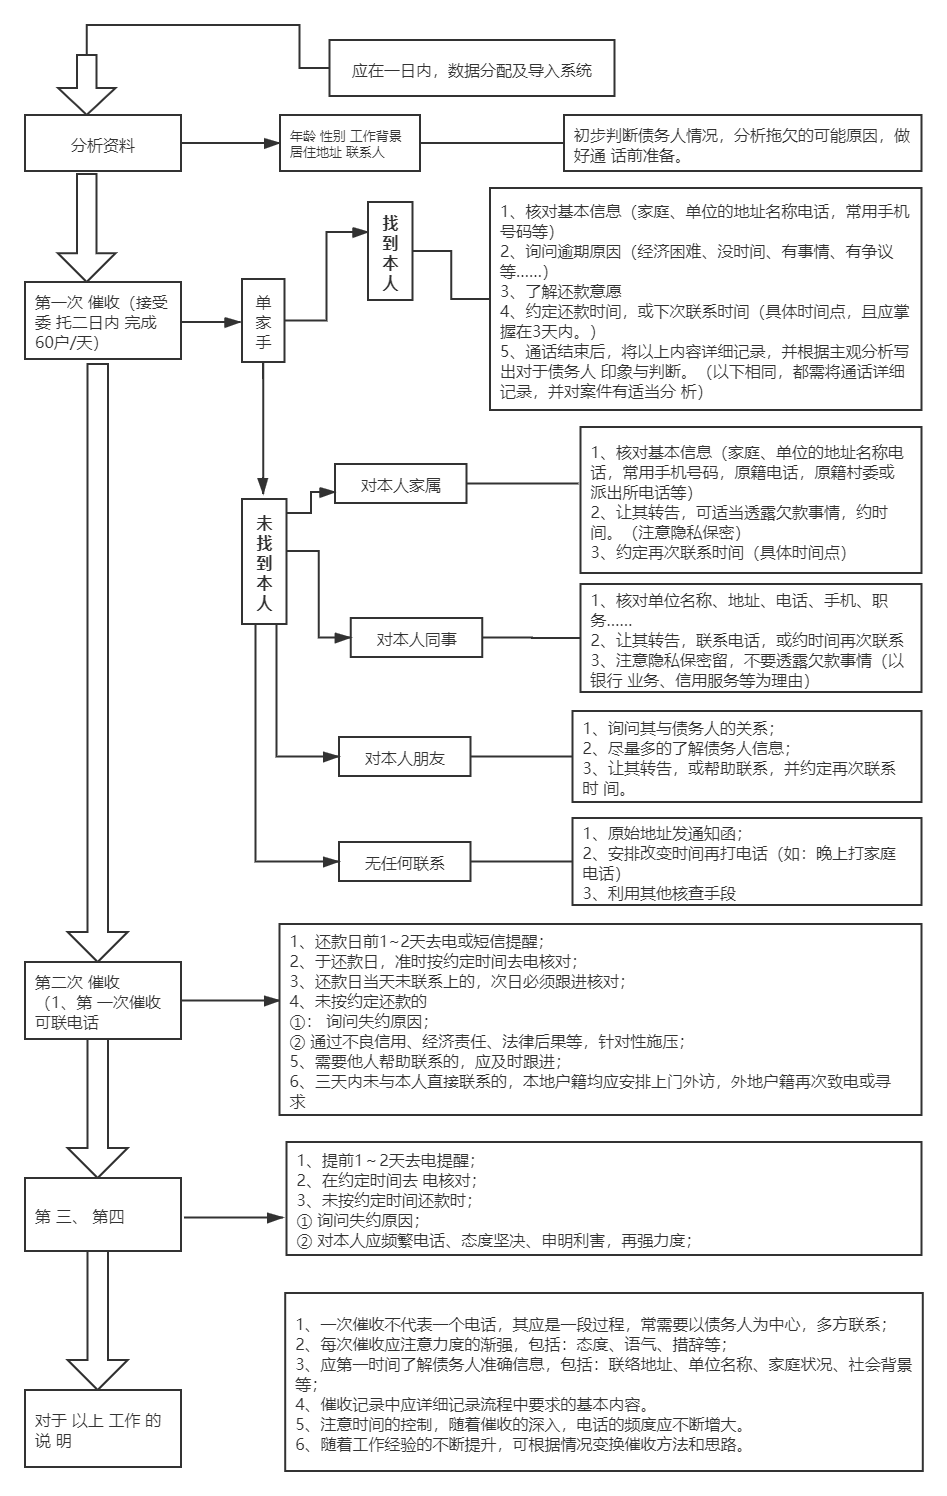 应在一日内，数据分配及导入系统
分析资料
年龄 性别 工作背景
居住地址 联系人
初步判断债务人情况，分析拖欠的可能原因，做
好通 话前准备。
第一次 催收（接受
委 托二日内 完成
60户/天）
单
家
手
找
到
本
人
1、核对基本信息（家庭、单位的地址名称电话，常用手机
号码等）
2、询问逾期原因（经济困难、没时间、有事情、有争议
等......）
3、了解还款意愿
4、约定还款时间，或下次联系时间（具体时间点，且应掌
握在3天内。）
5、通话结束后，将以上内容详细记录，并根据主观分析写
出对于债务人 印象与判断。（以下相同，都需将通话详细
记录，并对案件有适当分 析）
未
找
到
本
人
对本人家属
1、核对基本信息（家庭、单位的地址名称电
话，常用手机号码，原籍电话，原籍村委或
派出所电话等）
2、让其转告，可适当透露欠款事情，约时
间。（注意隐私保密）
3、约定再次联系时间（具体时间点）
对本人同事
1、核对单位名称、地址、电话、手机、职
务......
2、让其转告，联系电话，或约时间再次联系
3、注意隐私保密留，不要透露欠款事情（以
银行 业务、信用服务等为理由）
对本人朋友
1、询问其与债务人的关系；
2、尽量多的了解债务人信息；
3、让其转告，或帮助联系，并约定再次联系
时 间。
无任何联系
1、原始地址发通知函；
2、安排改变时间再打电话（如：晚上打家庭
电话）
3、利用其他核查手段
第二次 催收
（1、第 一次催收
可联电话
1、还款日前1~2天去电或短信提醒；
2、于还款日，准时按约定时间去电核对；
3、还款日当天未联系上的，次日必须跟进核对；
4、未按约定还款的
①： 询问失约原因；
② 通过不良信用、经济责任、法律后果等，针对性施压；
5、需要他人帮助联系的，应及时跟进；
6、三天内未与本人直接联系的，本地户籍均应安排上门外访，外地户籍再次致电或寻
求
第 三、 第四
1、提前1～2天去电提醒；
2、在约定时间去 电核对；
3、未按约定时间还款时；
① 询问失约原因；
② 对本人应频繁电话、态度坚决、申明利害，再强力度；
对于 以上 工作 的
说 明
1、一次催收不代表一个电话，其应是一段过程，常需要以债务人为中心，多方联系；
2、每次催收应注意力度的渐强，包括：态度、语气、措辞等；
3、应第一时间了解债务人准确信息，包括：联络地址、单位名称、家庭状况、社会背景
等；
4、催收记录中应详细记录流程中要求的基本内容。
5、注意时间的控制，随着催收的深入，电话的频度应不断增大。
6、随着工作经验的不断提升，可根据情况变换催收方法和思路。